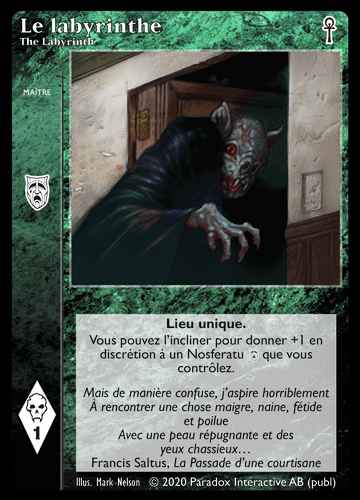 Le labyrinthe
The Labyrinth
MAÎTRE
Lieu unique.
Vous pouvez l'incliner pour donner +1 en
discrétion à un Nosferatu que vous
contrôlez.
Mais de manière confuse, j'aspire horriblement
À rencontrer une chose maigre, naine, fétide
et poilue
Avec une peau répugnante et des
yeux chassieux...
Francis Saltus, La Passade d'une courtisane
1
Illus. Mark Nelson © 2020 Paradox Interactive AB (publ)